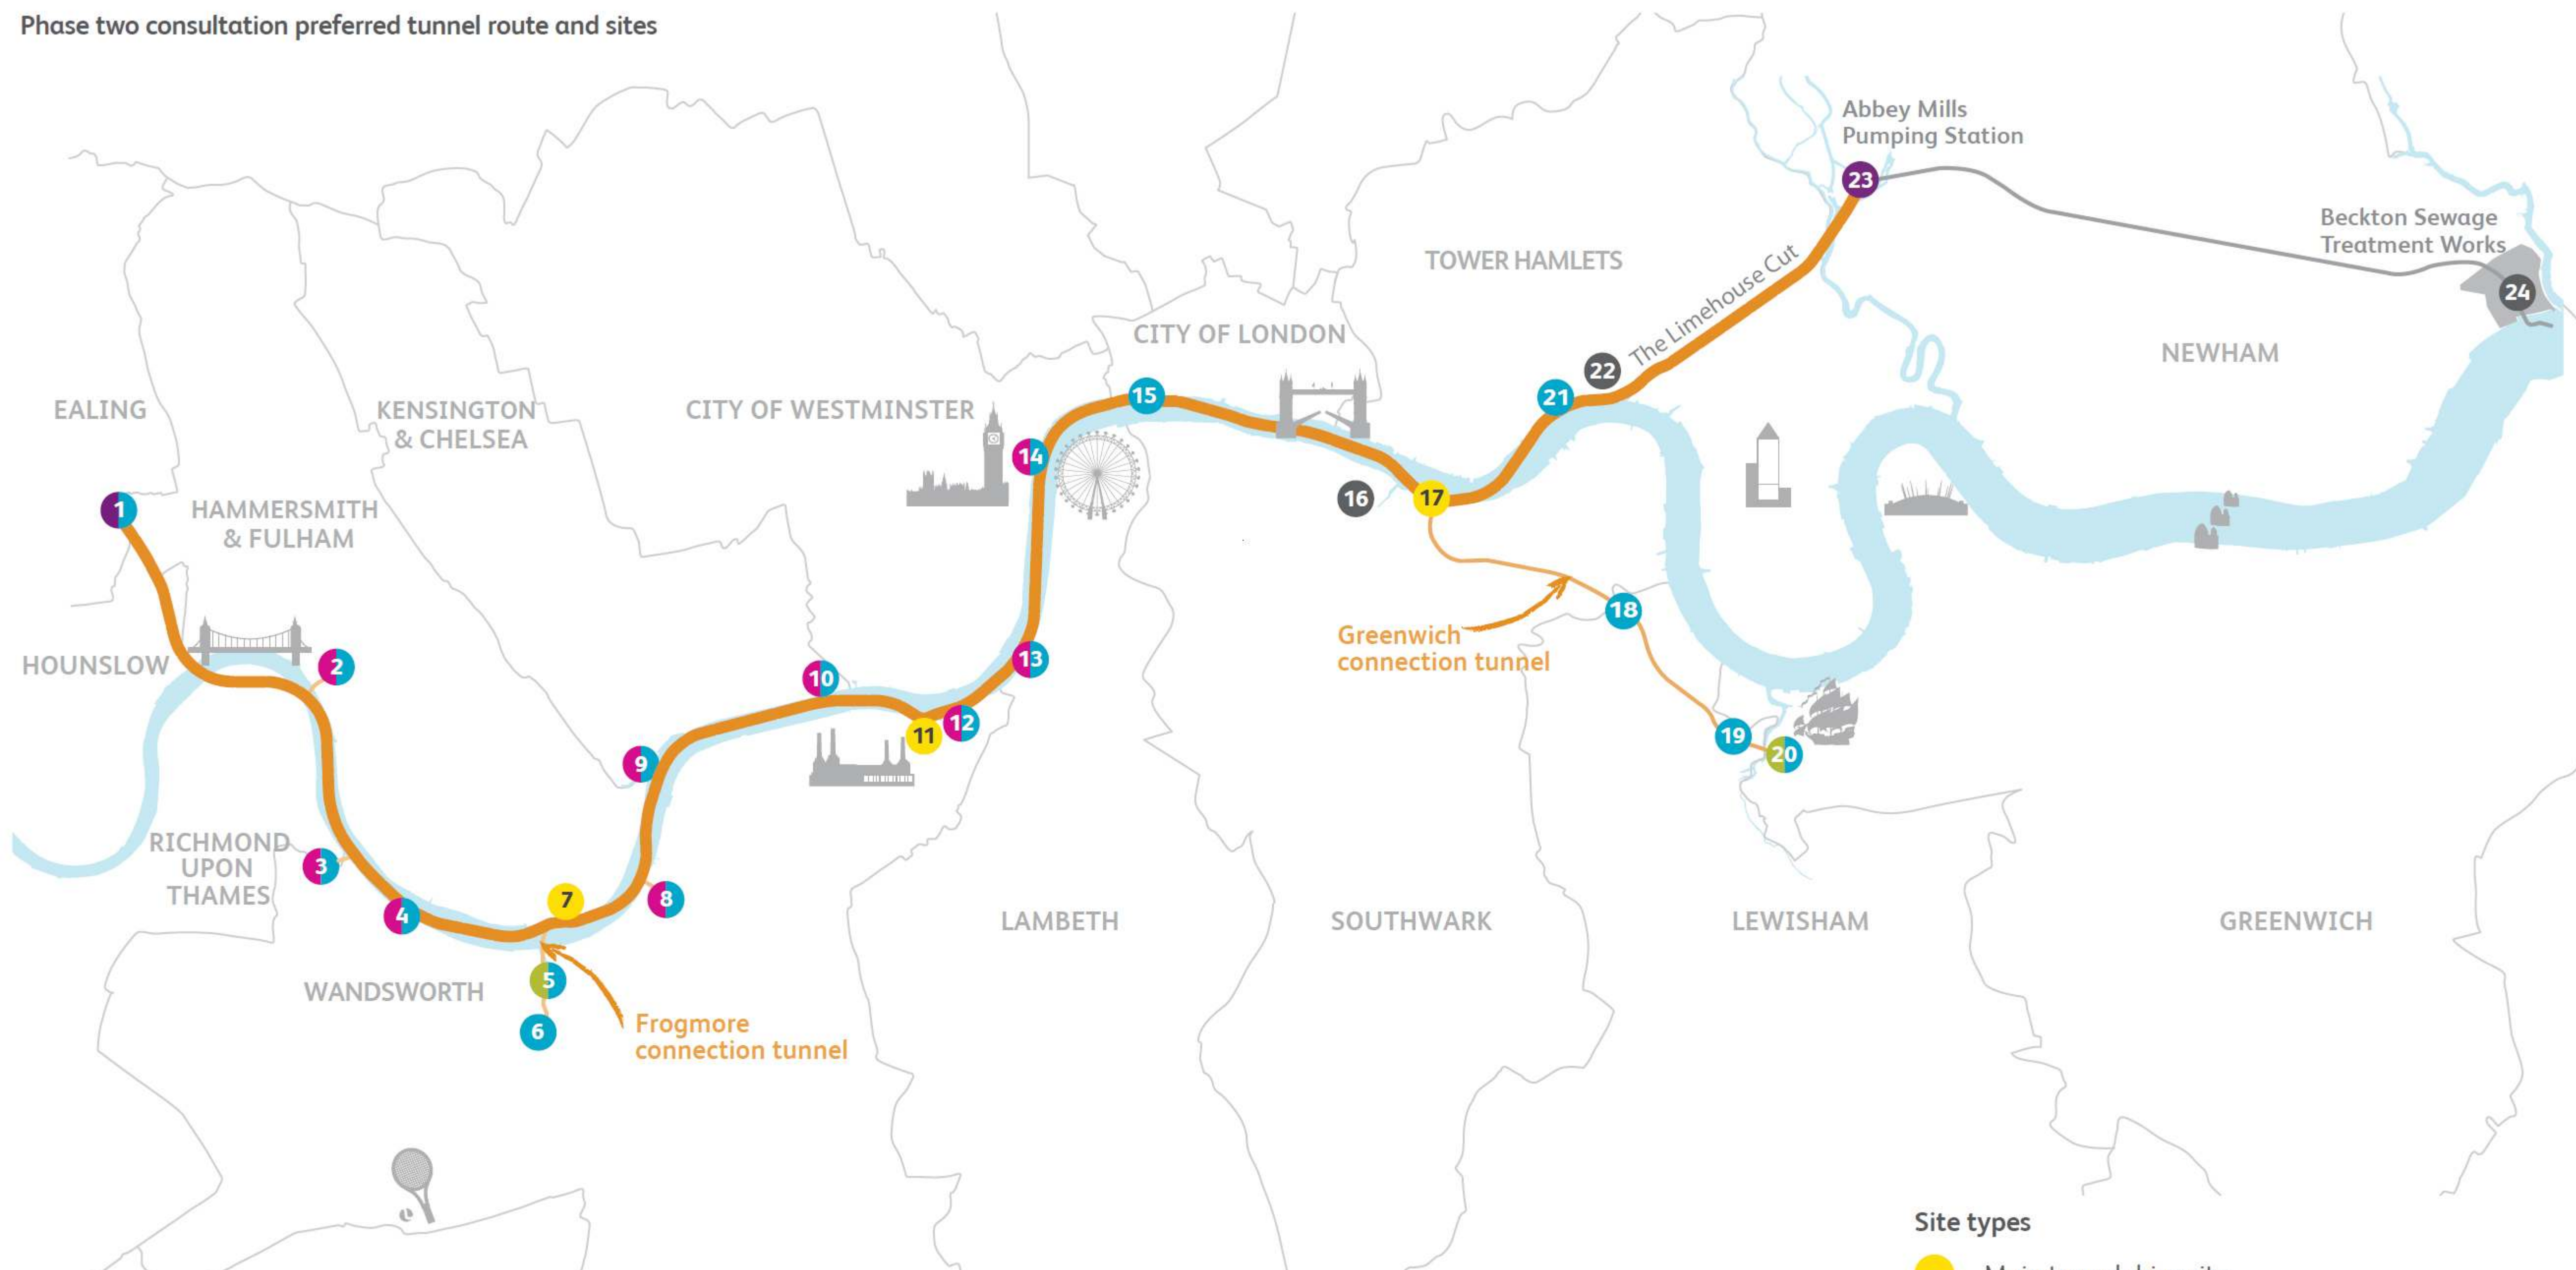 Phase two consultation preferred tunnel route and sites
Abbey Mills
Pumping Station
23
Beckton Sewage
Treatment Works
24
TOWER HAMLETS
The Limehouse Cut
CITY OF LONDON
NEWHAM
22
21
15
EALING
KENSINGTON
& CHELSEA
CITY OF WESTMINSTER
14
16
17
1
HAMMERSMITH
& FULHAM
18
Greenwich
connection tunnel
HOUNSLOW
2
13
10
12
11
19
20
9
RICHMOND
UPON
THAMES
3
8
7
4
LAMBETH
SOUTHWARK
LEWISHAM
GREENWICH
5
WANDSWORTH
6
Frogmore
connection tunnel
Site types